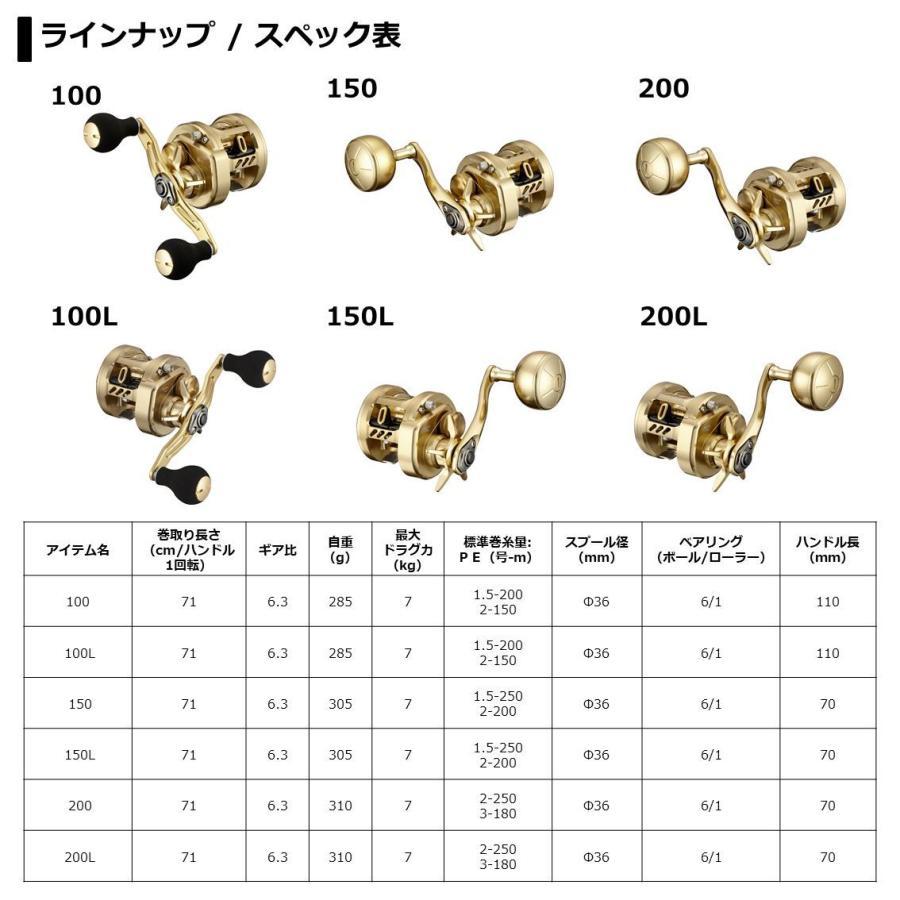 ラインナップ / スペック表
100
150
200
100L
150L
200L
アイテム名 巻取り長さ（cm/ハンドル1回転） ギア比 自重（g） 最大ドラグ力（kg） 標準巻糸量:ＰＥ（号-m） スプール径（mm） ベアリング（ボール/ローラー） ハンドル長（mm）
100 71 6.3 285 7 1.5-200 2-150 Φ36 6/1 110
100L 71 6.3 285 7 1.5-200 2-150 Φ36 6/1 110
150 71 6.3 305 7 1.5-250 2-200 Φ36 6/1 70
150L 71 6.3 305 7 1.5-250 2-200 Φ36 6/1 70
200 71 6.3 310 7 2-250 3-180 Φ36 6/1 70
200L 71 6.3 310 7 2-250 3-180 Φ36 6/1 70